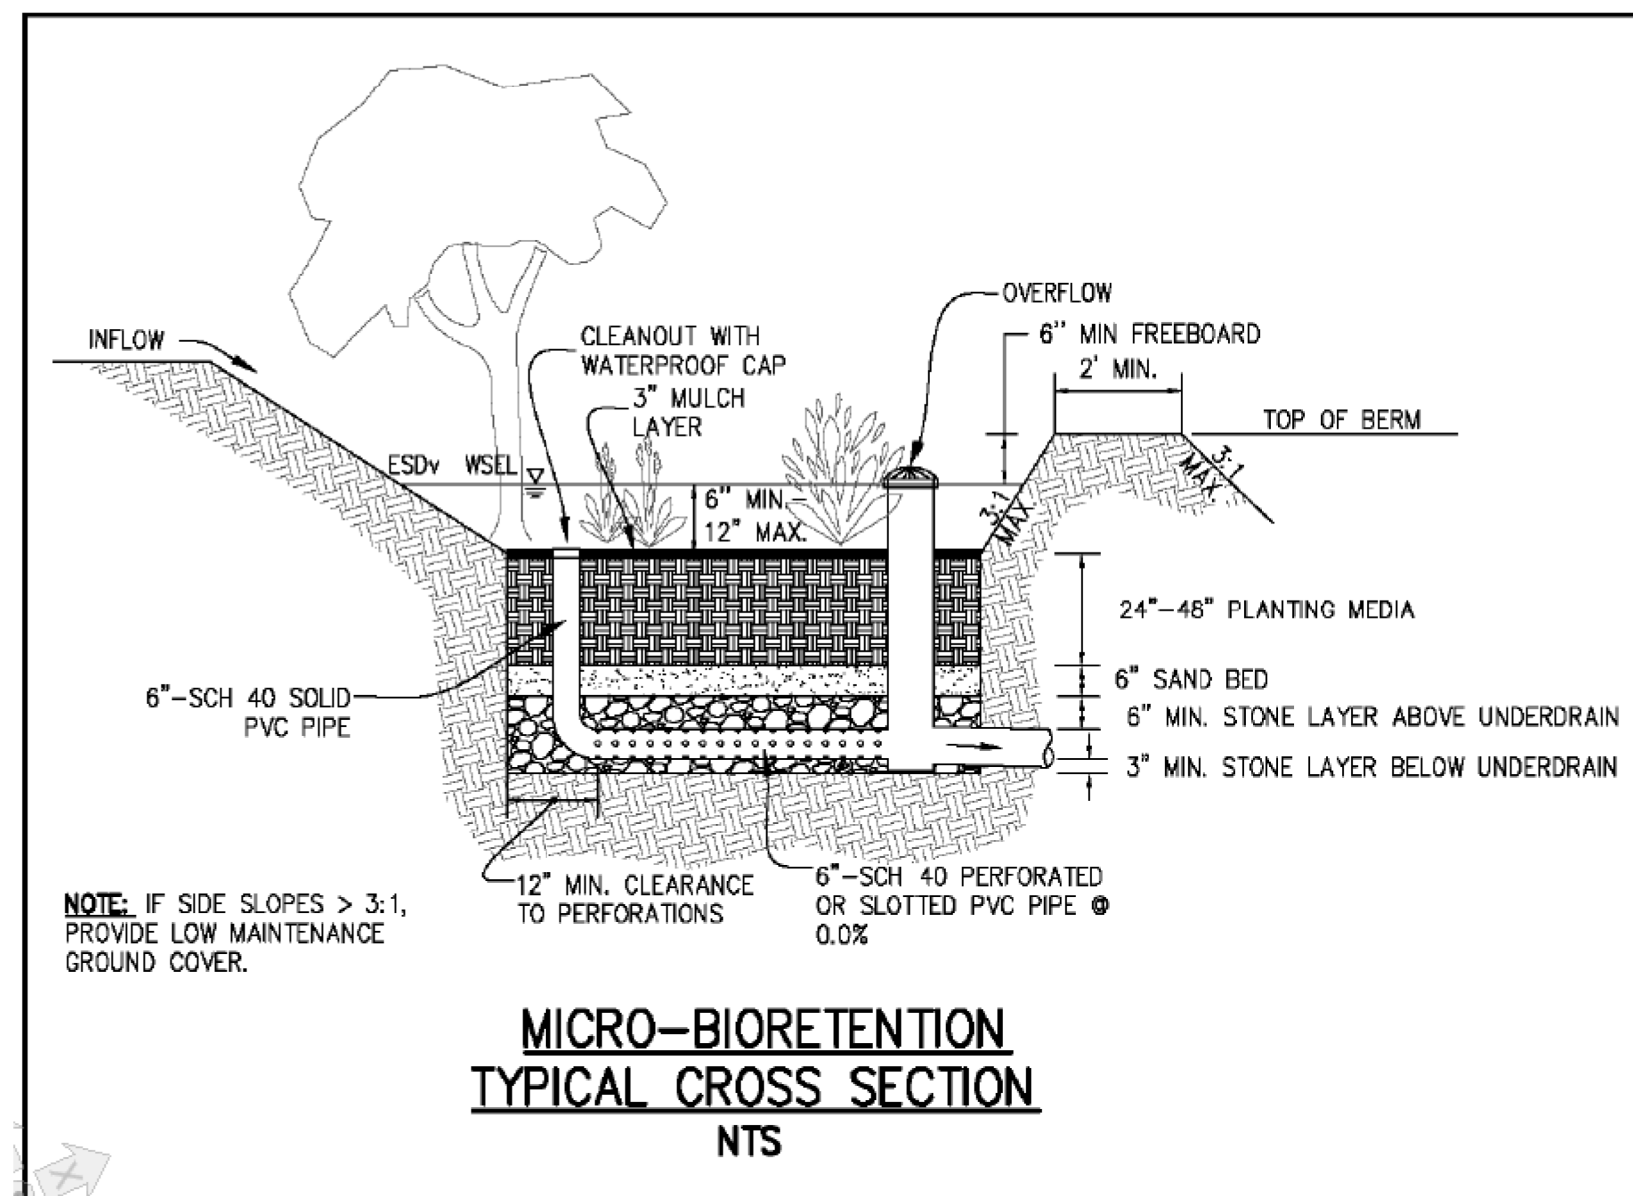 OVERFLOW
INFLOW
CLEANOUT WITH
WATERPROOF CAP
6" MIN FREEBOARD
2' MIN.
3" MULCH
LAYER
TOP OF BERM
ESDv WSEL
3:1
MAX.
6" MIN.-
12" MAX.
3:1
MAX.
24"-48" PLANTING MEDIA
6" SAND BED
6"-SCH 40 SOLID
PVC PIPE
6" MIN. STONE LAYER ABOVE UNDERDRAIN
3" MIN. STONE LAYER BELOW UNDERDRAIN
12" MIN. CLEARANCE
TO PERFORATIONS
6"-SCH 40 PERFORATED
OR SLOTTED PVC PIPE @
0.0%
NOTE: IF SIDE SLOPES > 3:1,
PROVIDE LOW MAINTENANCE
GROUND COVER.
MICRO-BIORETENTION
TYPICAL CROSS SECTION
NTS